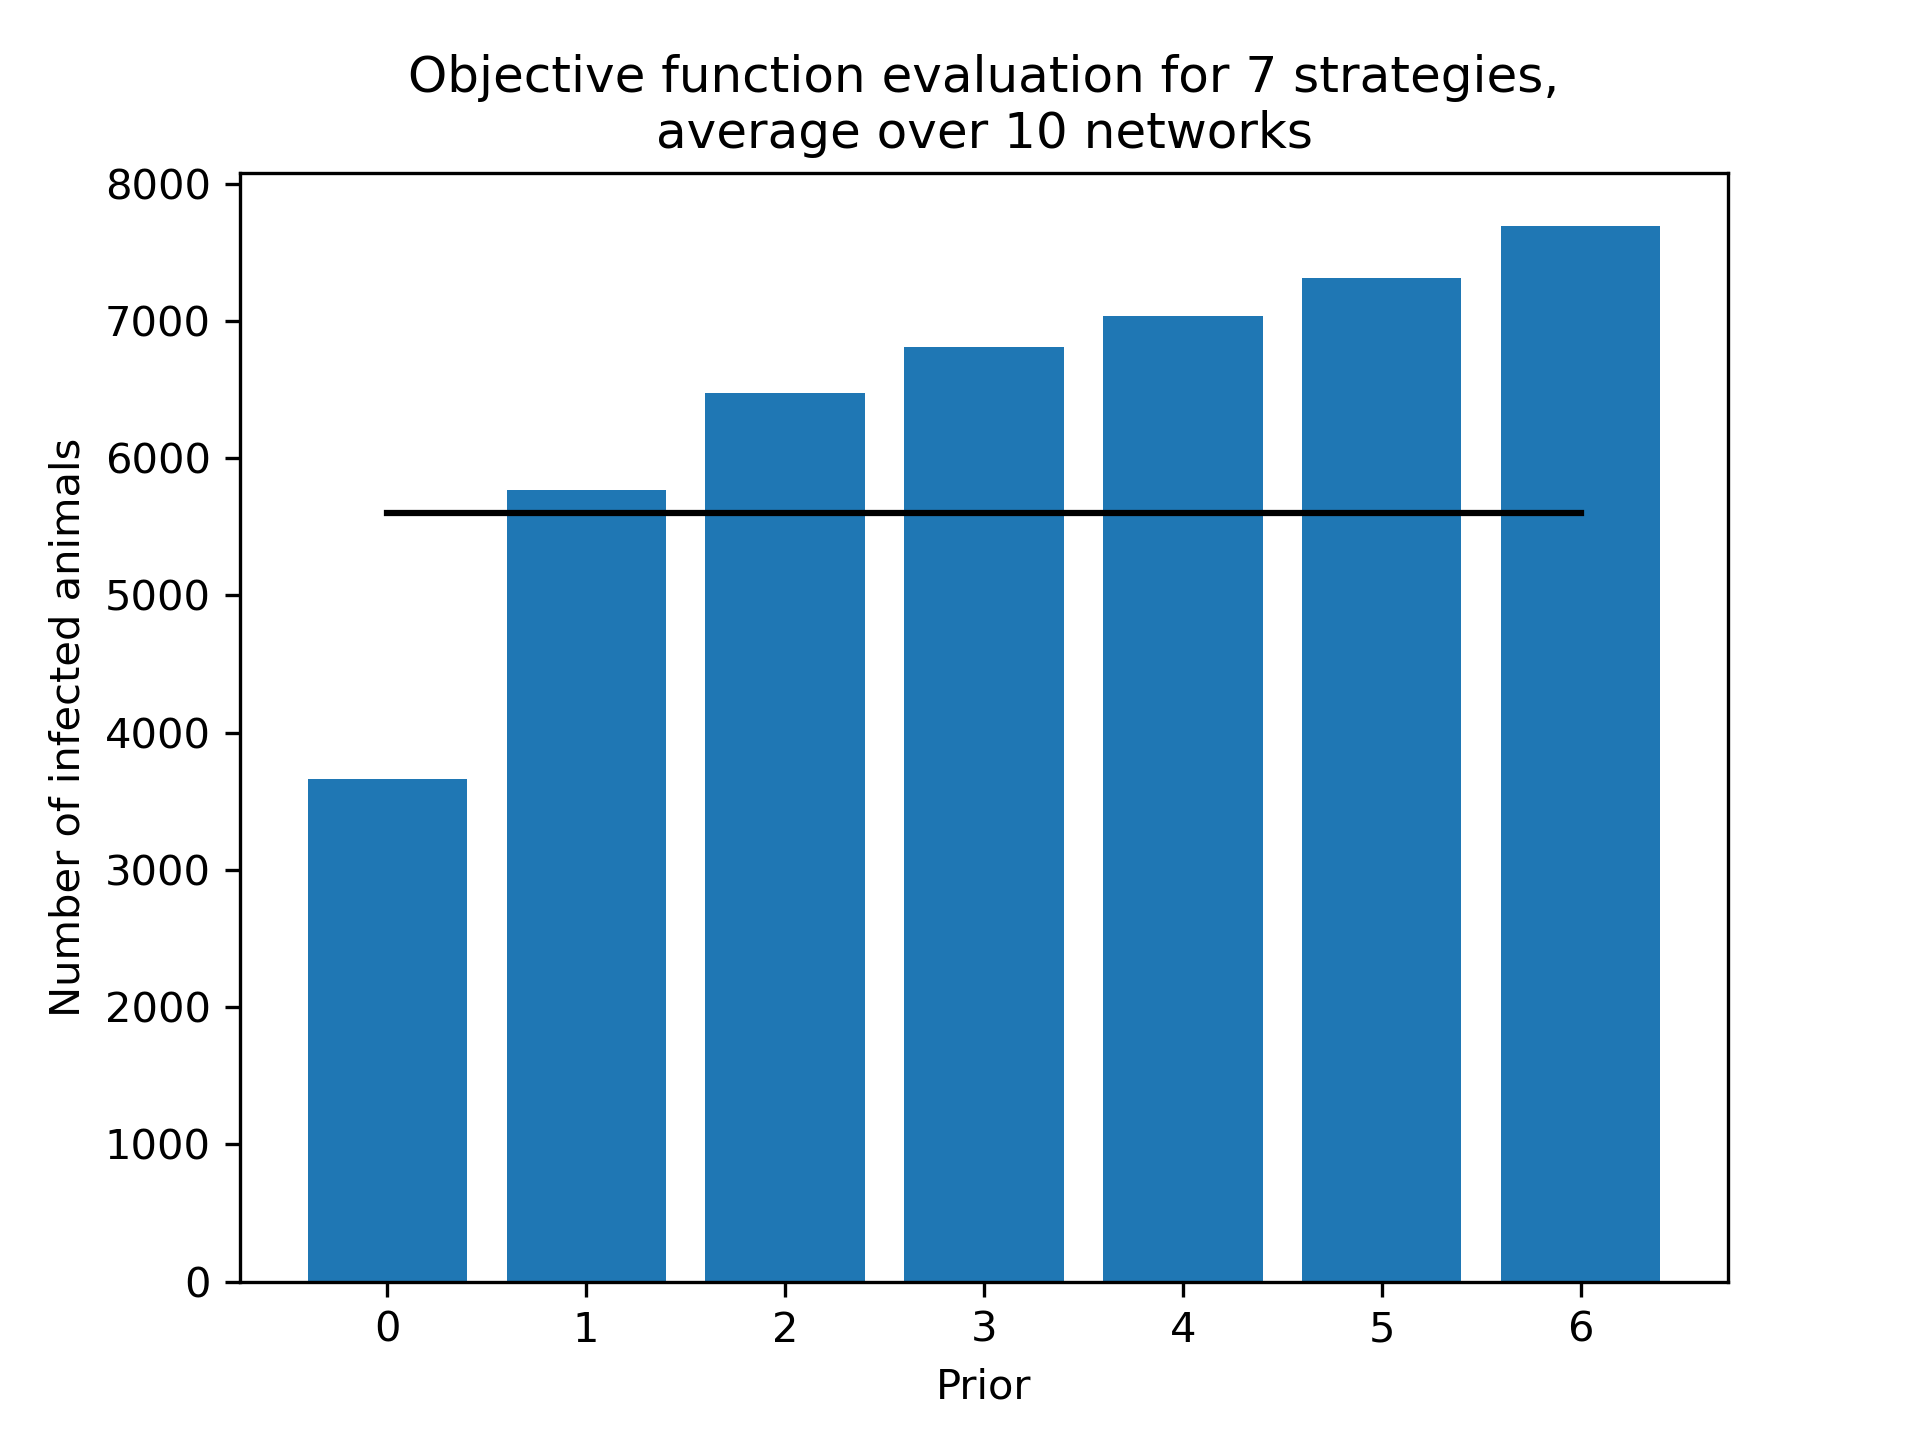 Objective function evaluation for 7 strategies,
average over 10 networks
8000
7000
6000
5000
4000
3000
2000
1000
0
Number of infected animals
0 1 2 3 4 5 6
Prior